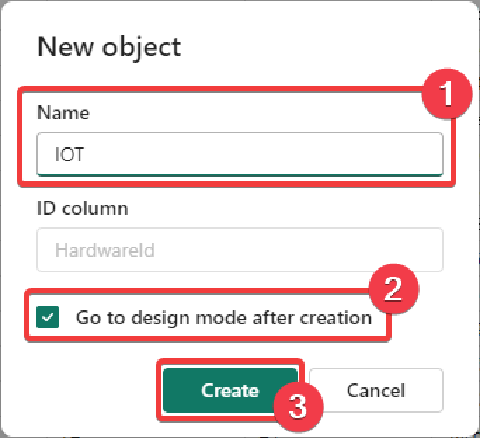 New object
1
Name
IOT
ID column
HardwareId
2
Go to design mode after creation
Create
Cancel
3